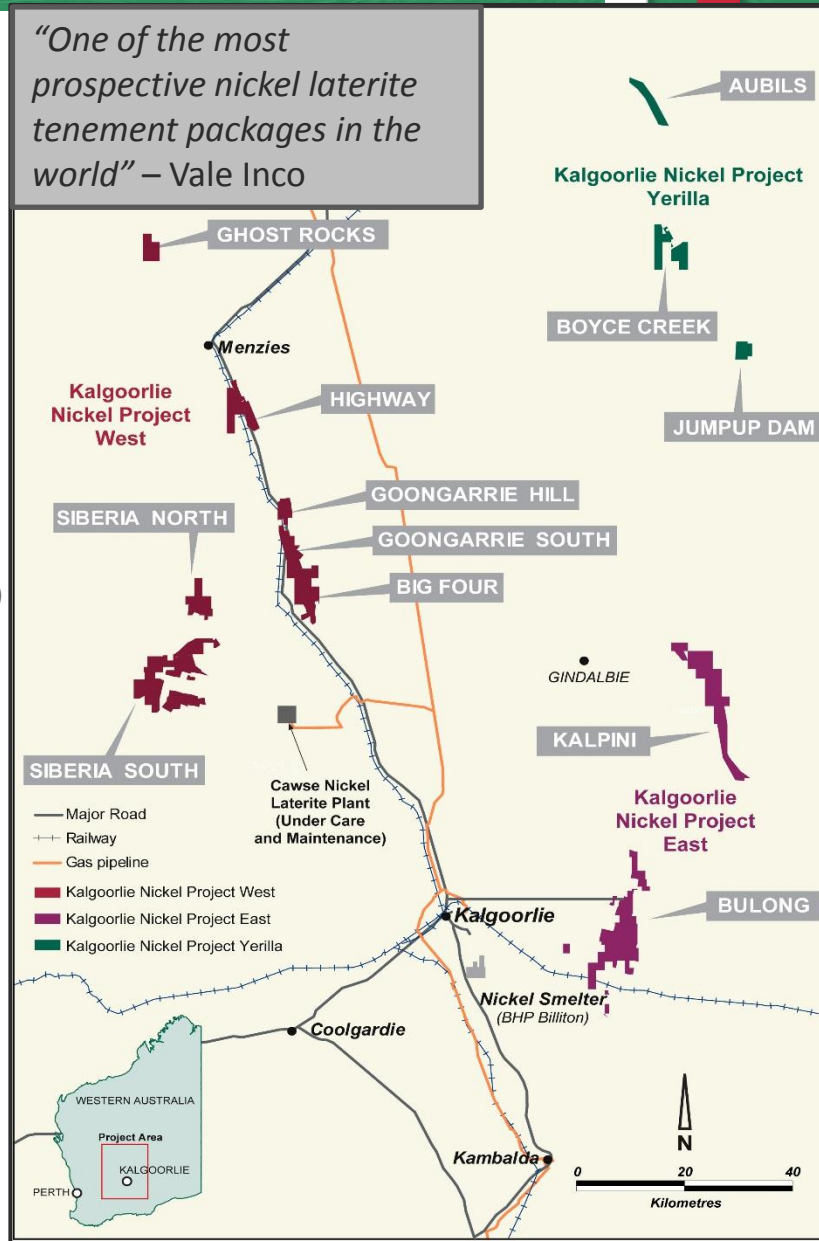 “One of the most
prospective nickel laterite
tenement packages in the
world” – Vale Inco
AUBILS
Kalgoorlie Nickel Project
Yerilla
GHOST ROCKS
BOYCE CREEK
Menzies
JUMPUP DAM
Kalgoorlie
Nickel Project
West
HIGHWAY
GOONGARRIE HILL
SIBERIA NORTH
GOONGARRIE SOUTH
BIG FOUR
GINDALBIE
KALPINI
SIBERIA SOUTH
Cawse Nickel
Laterite Plant
(Under Care
and Maintenance)
Kalgoorlie
Nickel Project
East
Major Road
Railway
Gas pipeline
Kalgoorlie Nickel Project West
Kalgoorlie Nickel Project East
Kalgoorlie Nickel Project Yerilla
BULONG
Kalgoorlie
Nickel Smelter
(BHP Billiton)
Coolgardie
WESTERN AUSTRALIA
Project Area
KALGOORLIE
PERTH
Kambalda
N
0 20 40
Kilometres